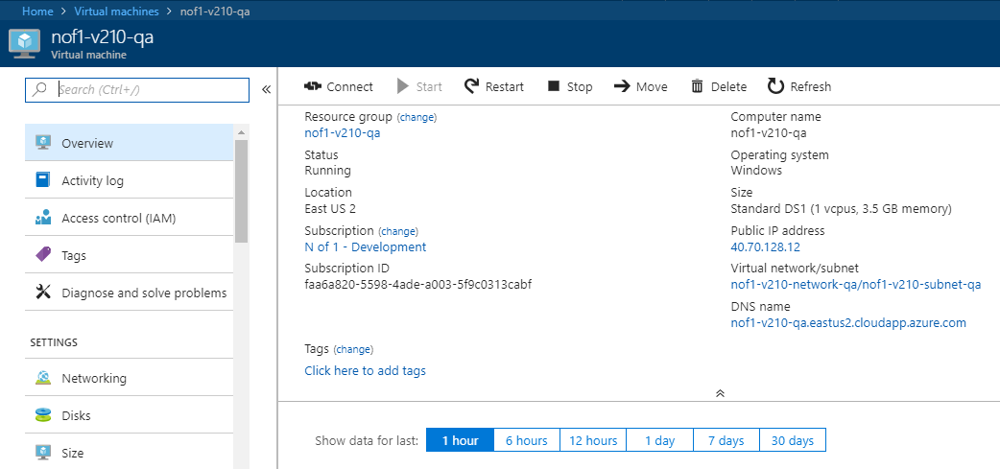 Home > Virtual machines > nof1-v210-qa
nof1-v210-qa
Virtual machine
Search (Ctrl+/)
Overview
Activity log
Access control (IAM)
Tags
Diagnose and solve problems
SETTINGS
Networking
Disks
Size
Connect Start Restart Stop Move Delete Refresh
Resource group (change)
nof1-v210-qa
Status
Running
Location
East US 2
Subscription (change)
N of 1 - Development
Subscription ID
faa6a820-5598-4ade-a003-5f9c0313cabf
Computer name
nof1-v210-qa
Operating system
Windows
Size
Standard DS1 (1 vcpus, 3.5 GB memory)
Public IP address
40.70.128.12
Virtual network/subnet
nof1-v210-network-qa/nof1-v210-subnet-qa
DNS name
nof1-v210-qa.eastus2.cloudapp.azure.com
Tags (change)
Click here to add tags
Show data for last: 1 hour 6 hours 12 hours 1 day 7 days 30 days